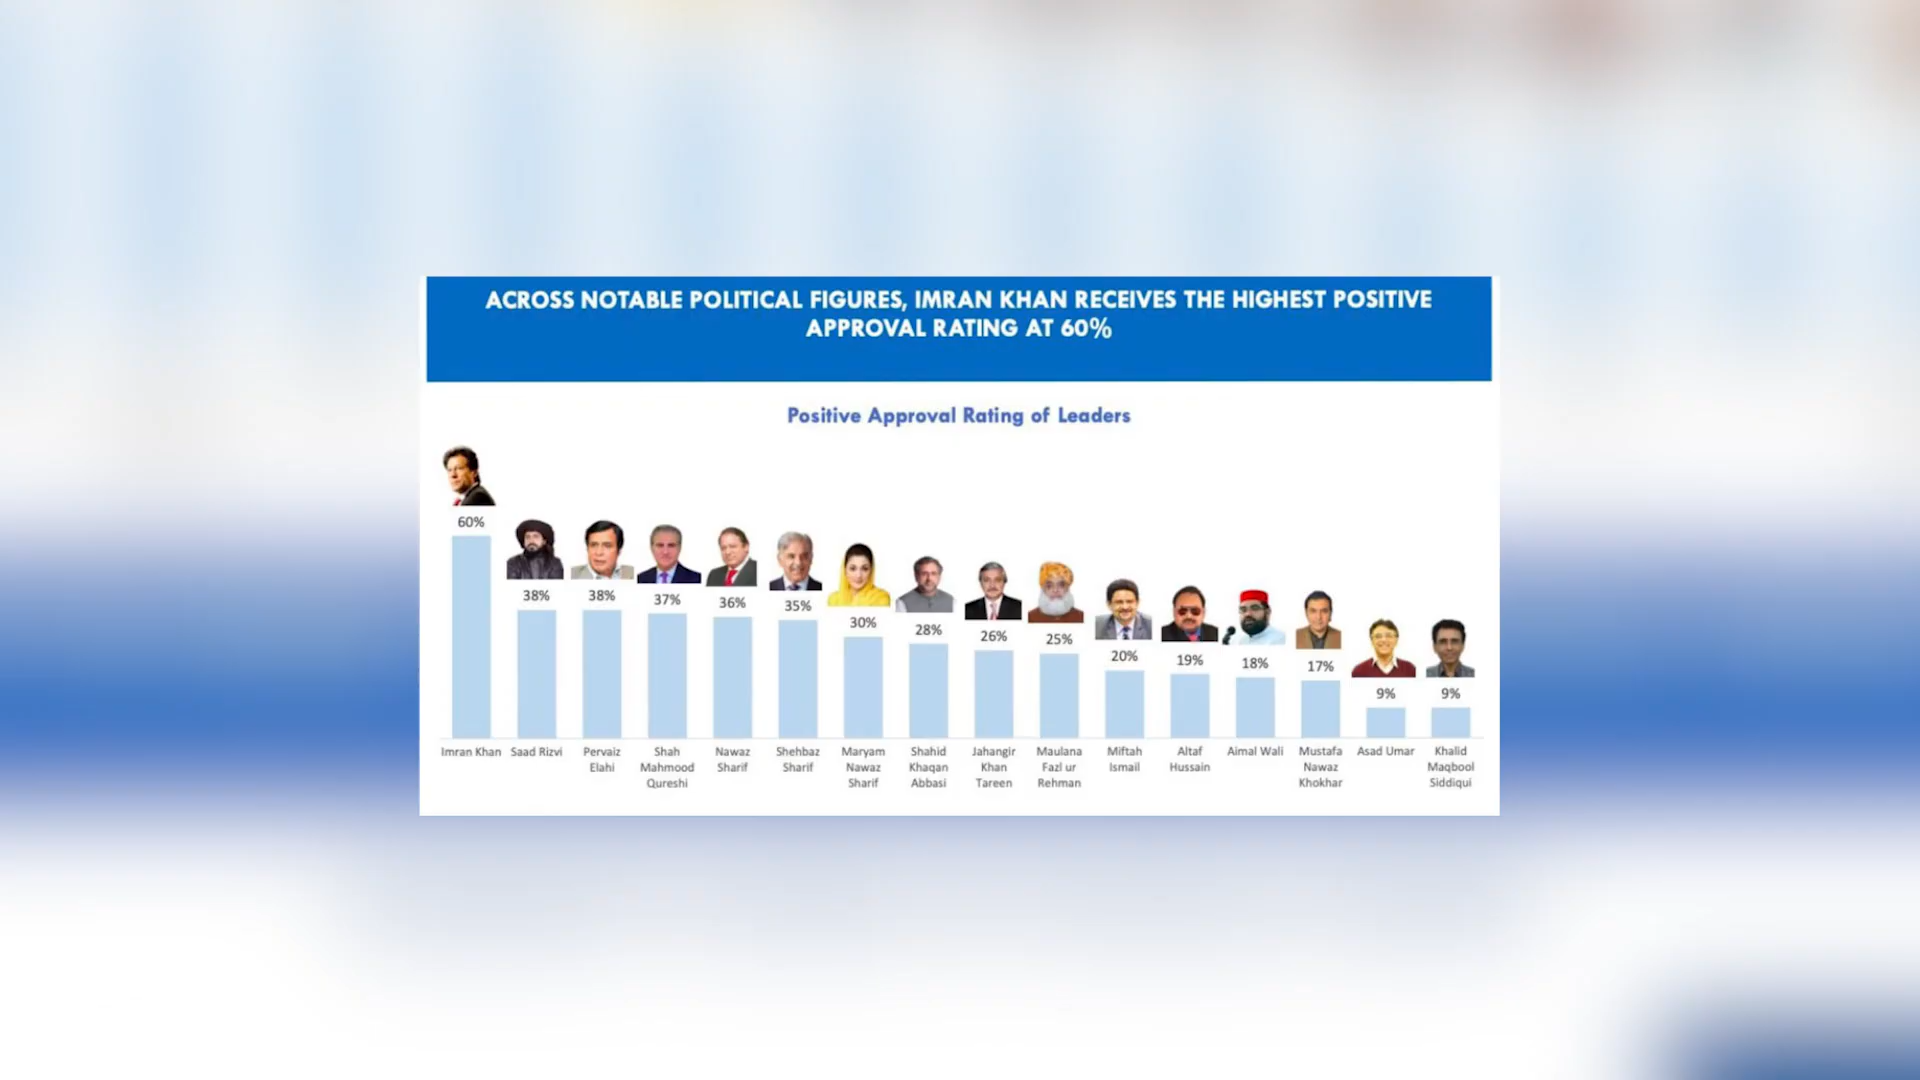 ACROSS NOTABLE POLITICAL FIGURES, IMRAN KHAN RECEIVES THE HIGHEST POSITIVE
APPROVAL RATING AT 60%
Positive Approval Rating of Leaders
60%
38%
38%
37%
36%
35%
30%
28%
26%
25%
20%
19%
18%
17%
9%
9%
Imran Khan
Saad Rizvi
Pervaiz
Elahi
Shah
Mahmood
Qureshi
Nawaz
Sharif
Shehbaz
Sharif
Maryam
Nawaz
Sharif
Shahid
Khaqan
Abbasi
Jahangir
Khan
Tareen
Maulana
Fazl ur
Rehman
Miftah
Ismail
Altaf
Hussain
Aimal Wali
Mustafa
Nawaz
Khokhar
Asad Umar
Khalid
Maqbool
Siddiqui